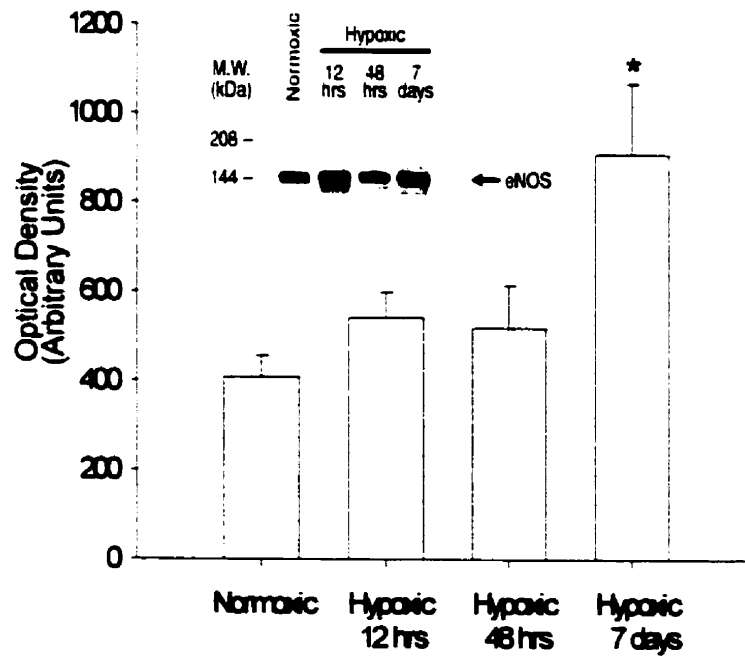 1200
1000
800
600
400
200
0
Optical Density
(Arbitrary Units)
M.W.
(kDa)
Normoxic
Hypoxic
12 hrs
48 hrs
7 days
208 –
144 –
← eNOS
*
Normoxic
Hypoxic
12 hrs
Hypoxic
48 hrs
Hypoxic
7 days